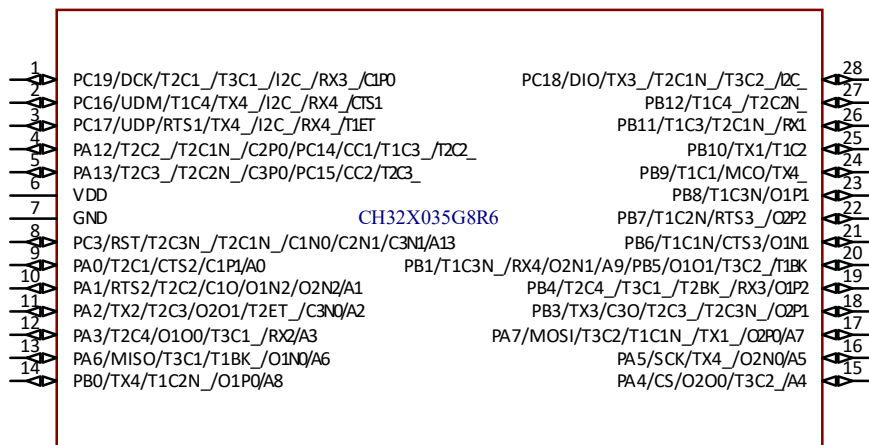 1 PC19/DCK/T2C1_/T3C1_/I2C_/RX3_/C1P0
2 PC16/UDM/T1C4/TX4_/I2C_/RX4_/CTS1
3 PC17/UDP/RTS1/TX4_/I2C_/RX4_/T1ET
4 PA12/T2C2_/T2C1N_/C2P0/PC14/CC1/T1C3_/T2C2_
5 PA13/T2C3_/T2C2N_/C3P0/PC15/CC2/T2C3_
6 VDD
7 GND
8 PC3/RST/T2C3N_/T2C1N_/C1N0/C2N1/C3N1/A13
9 PA0/T2C1/CTS2/C1P1/A0
10 PA1/RTS2/T2C2/C1O/O1N2/O2N2/A1
11 PA2/TX2/T2C3/O2O1/T2ET_/C3N0/A2
12 PA3/T2C4/O1O0/T3C1_/RX2/A3
13 PA6/MISO/T3C1/T1BK_/O1N0/A6
14 PB0/TX4/T1C2N_/O1P0/A8
CH32X035G8R6
PC18/DIO/TX3_/T2C1N_/T3C2_/I2C_ 28
PB12/T1C4_/T2C2N_ 27
PB11/T1C3/T2C1N_/RX1 26
PB10/TX1/T1C2 25
PB9/T1C1/MCO/TX4_ 24
PB8/T1C3N/O1P1 23
PB7/T1C2N/RTS3_/O2P2 22
PB6/T1C1N/CTS3/O1N1 21
PB1/T1C3N_/RX4/O2N1/A9/PB5/O1O1/T3C2_/T1BK 20
PB4/T2C4_/T3C1_/T2BK_/RX3/O1P2 19
PB3/TX3/C3O/T2C3_/T2C3N_/O2P1 18
PA7/MOSI/T3C2/T1C1N_/TX1_/O2P0/A7 17
PA5/SCK/TX4_/O2N0/A5 16
PA4/CS/O2O0/T3C2_/A4 15